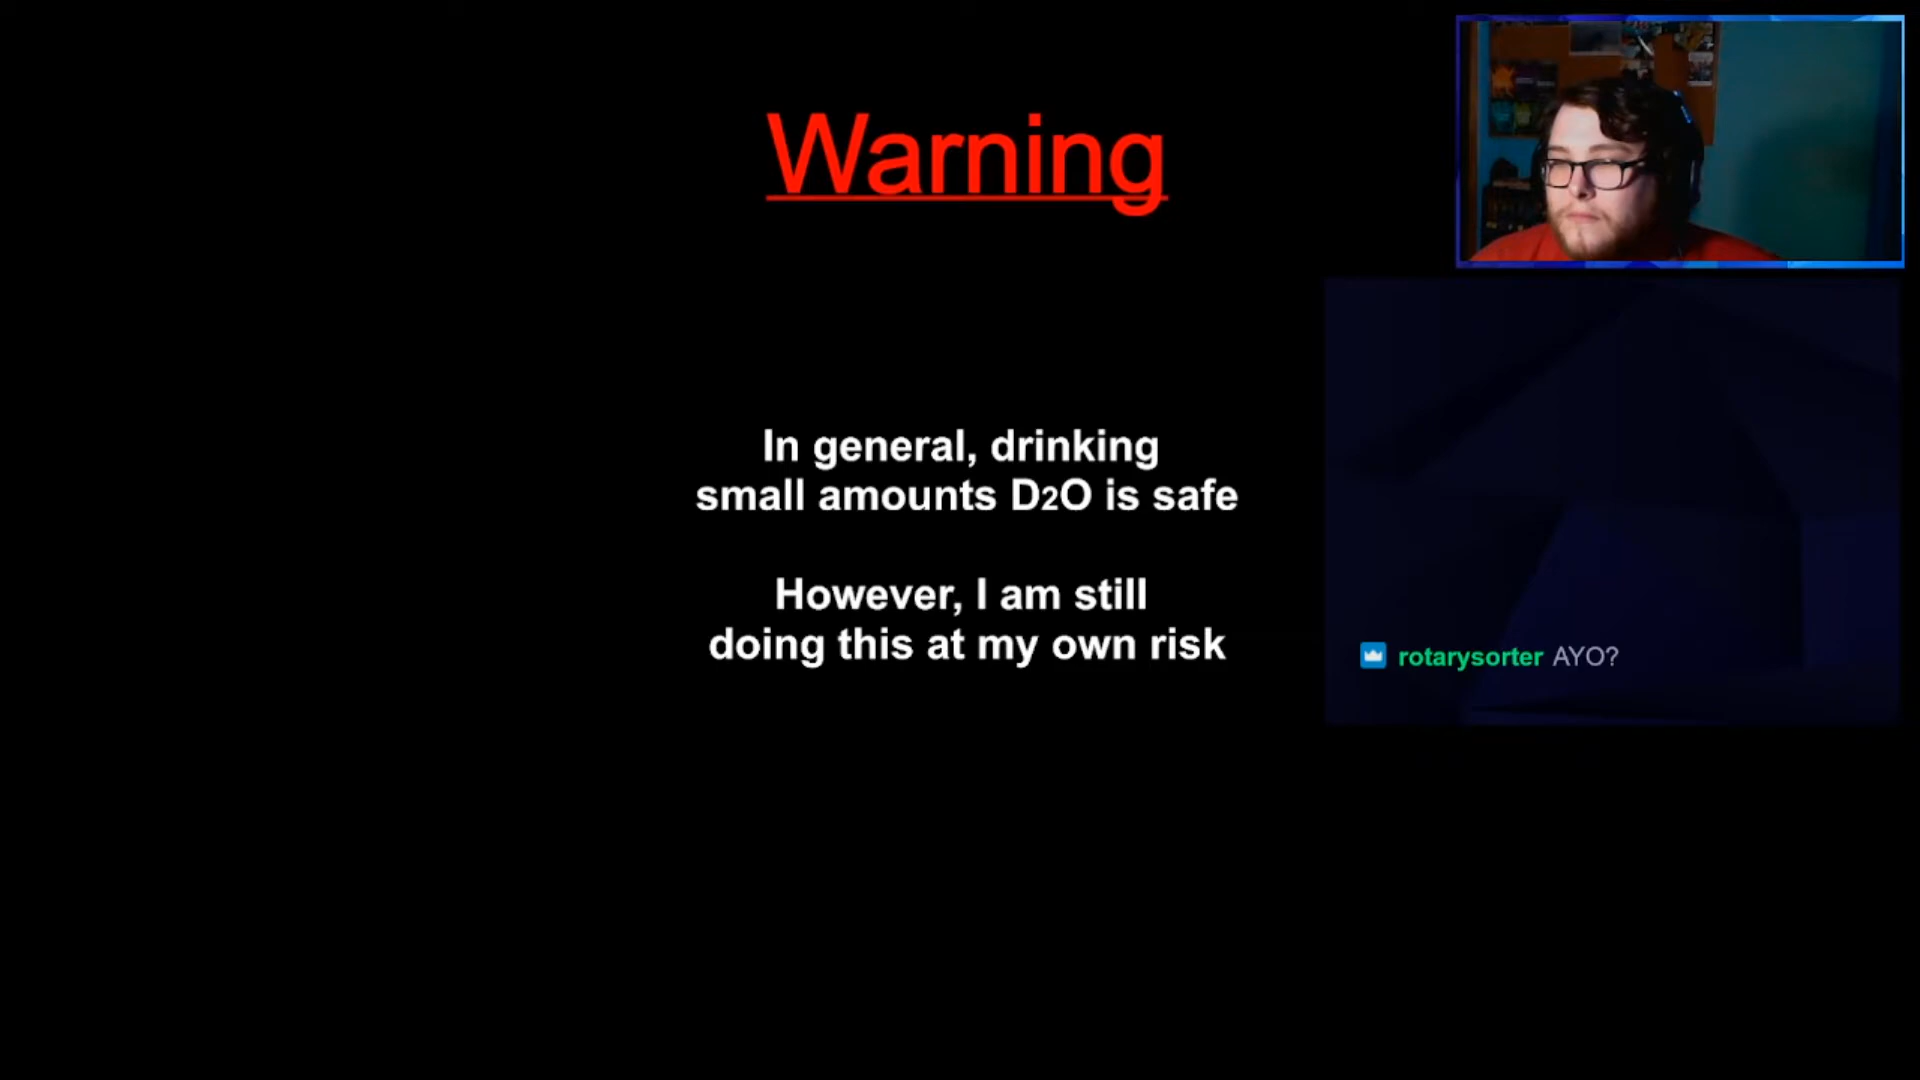 Warning
In general, drinking
small amounts D2O is safe
However, I am still
doing this at my own risk
rotarysorter AYO?